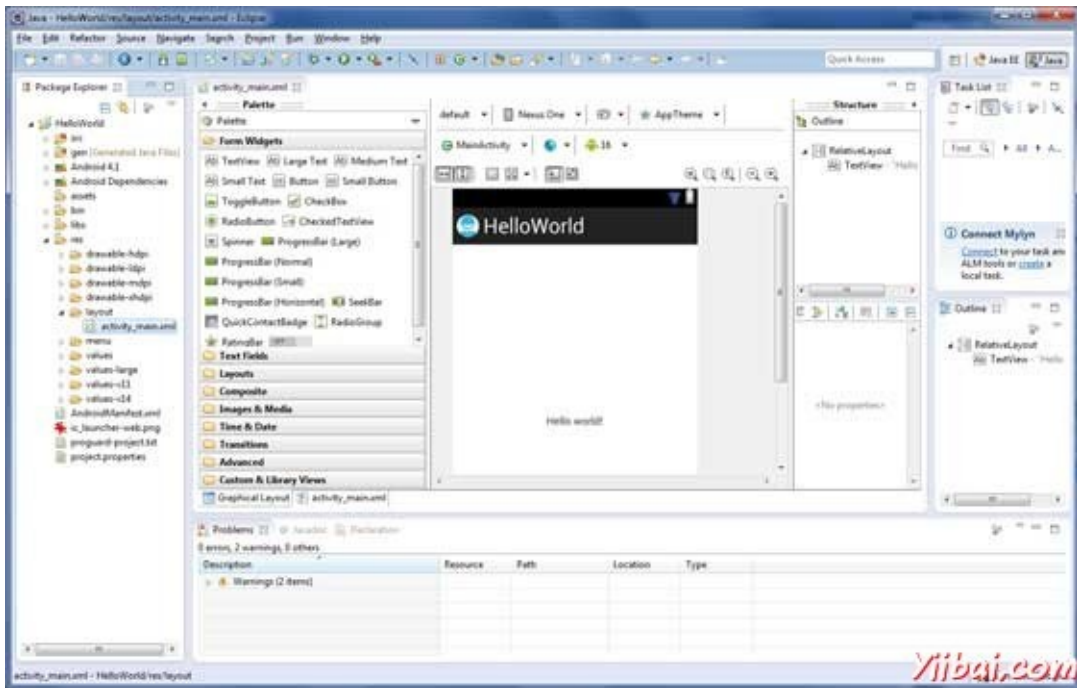 Java - HelloWorld/res/layout/activity_main.xml - Eclipse
File Edit Refactor Source Navigate Search Project Run Window Help
Quick Access
Java EE Java
Package Explorer
HelloWorld
src
gen [Generated Java Files]
Android 4.1
Android Dependencies
assets
bin
libs
res
drawable-hdpi
drawable-ldpi
drawable-mdpi
drawable-xhdpi
layout
activity_main.xml
menu
values
values-large
values-v11
values-v14
AndroidManifest.xml
ic_launcher-web.png
proguard-project.txt
project.properties
activity_main.xml
Palette
Palette
Form Widgets
TextView Large Text Medium Text
Small Text Button Small Button
ToggleButton CheckBox
RadioButton CheckedTextView
Spinner ProgressBar (Large)
ProgressBar (Normal)
ProgressBar (Small)
ProgressBar (Horizontal) SeekBar
QuickContactBadge RadioGroup
RatingBar
Text Fields
Layouts
Composite
Images & Media
Time & Date
Transitions
Advanced
Custom & Library Views
Graphical Layout activity_main.xml
default Nexus One AppTheme
MainActivity 16
HelloWorld
Hello world!
Structure
Outline
RelativeLayout
TextView - "Hello
<No properties>
Task List
Find All A...
Connect Mylyn
Connect to your task and
ALM tools or create a
local task.
Outline
RelativeLayout
TextView - "Hello
Problems Javadoc Declaration
0 errors, 2 warnings, 0 others
Description Resource Path Location Type
Warnings (2 items)
activity_main.xml - HelloWorld/res/layout
Yiibai.com